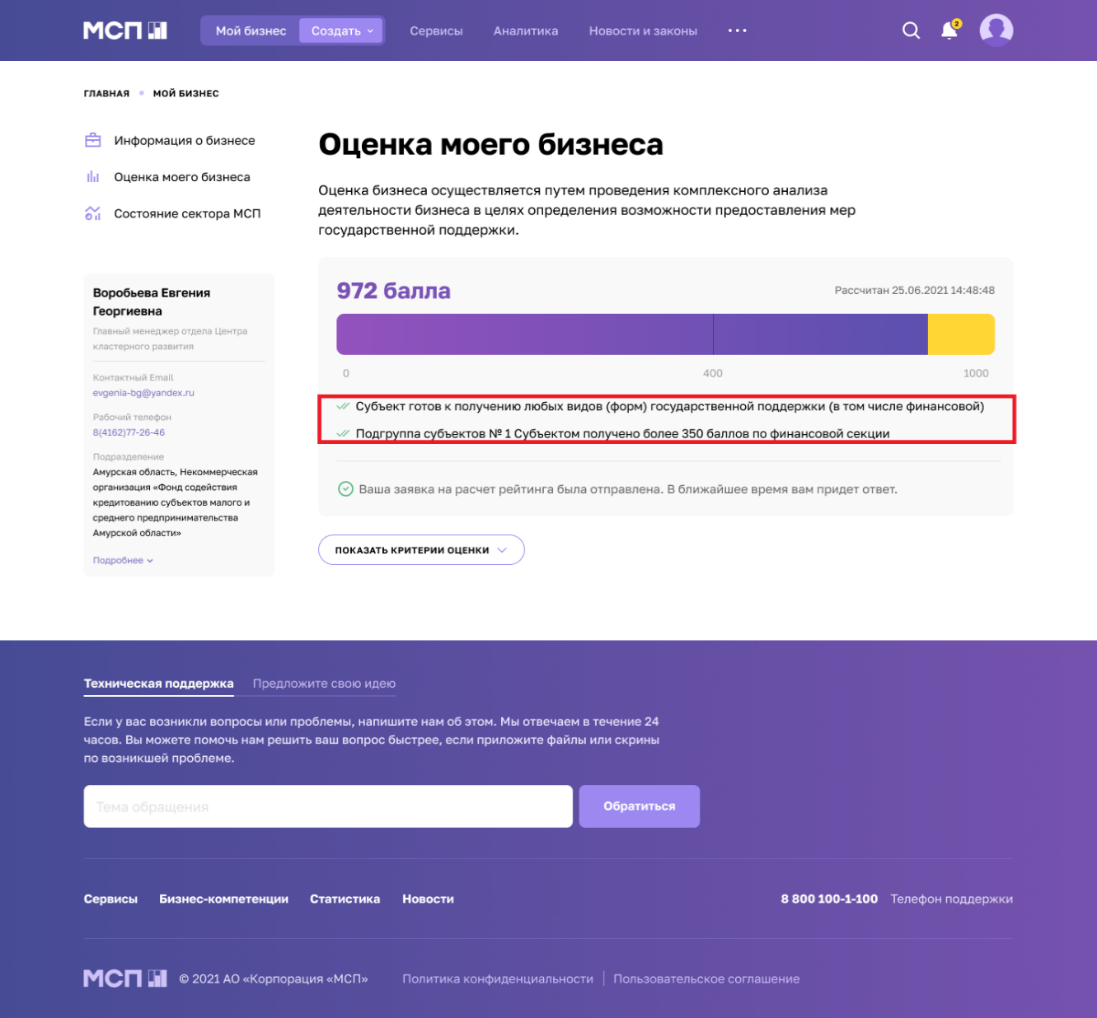 МСП
Мой бизнес
Создать
Сервисы
Аналитика
Новости и законы
2
ГЛАВНАЯ
МОЙ БИЗНЕС
Информация о бизнесе
Оценка моего бизнеса
Состояние сектора МСП
Воробьева Евгения
Георгиевна
Главный менеджер отдела Центра
кластерного развития
Контактный Email
evgenia-bg@yandex.ru
Рабочий телефон
8(4162)77-26-46
Подразделение
Амурская область, Некоммерческая
организация «Фонд содействия
кредитованию субъектов малого и
среднего предпринимательства
Амурской области»
Подробнее
Оценка моего бизнеса
Оценка бизнеса осуществляется путем проведения комплексного анализа
деятельности бизнеса в целях определения возможности предоставления мер
государственной поддержки.
972 балла
Рассчитан 25.06.2021 14:48:48
0 400 1000
Субъект готов к получению любых видов (форм) государственной поддержки (в том числе финансовой)
Подгруппа субъектов № 1 Субъектом получено более 350 баллов по финансовой секции
Ваша заявка на расчет рейтинга была отправлена. В ближайшее время вам придет ответ.
ПОКАЗАТЬ КРИТЕРИИ ОЦЕНКИ
Техническая поддержка
Предложите свою идею
Если у вас возникли вопросы или проблемы, напишите нам об этом. Мы отвечаем в течение 24
часов. Вы можете помочь нам решить ваш вопрос быстрее, если приложите файлы или скрины
по возникшей проблеме.
Тема обращения
Обратиться
Сервисы
Бизнес-компетенции
Статистика
Новости
8 800 100-1-100 Телефон поддержки
МСП
© 2021 АО «Корпорация «МСП»
Политика конфиденциальности
Пользовательское соглашение